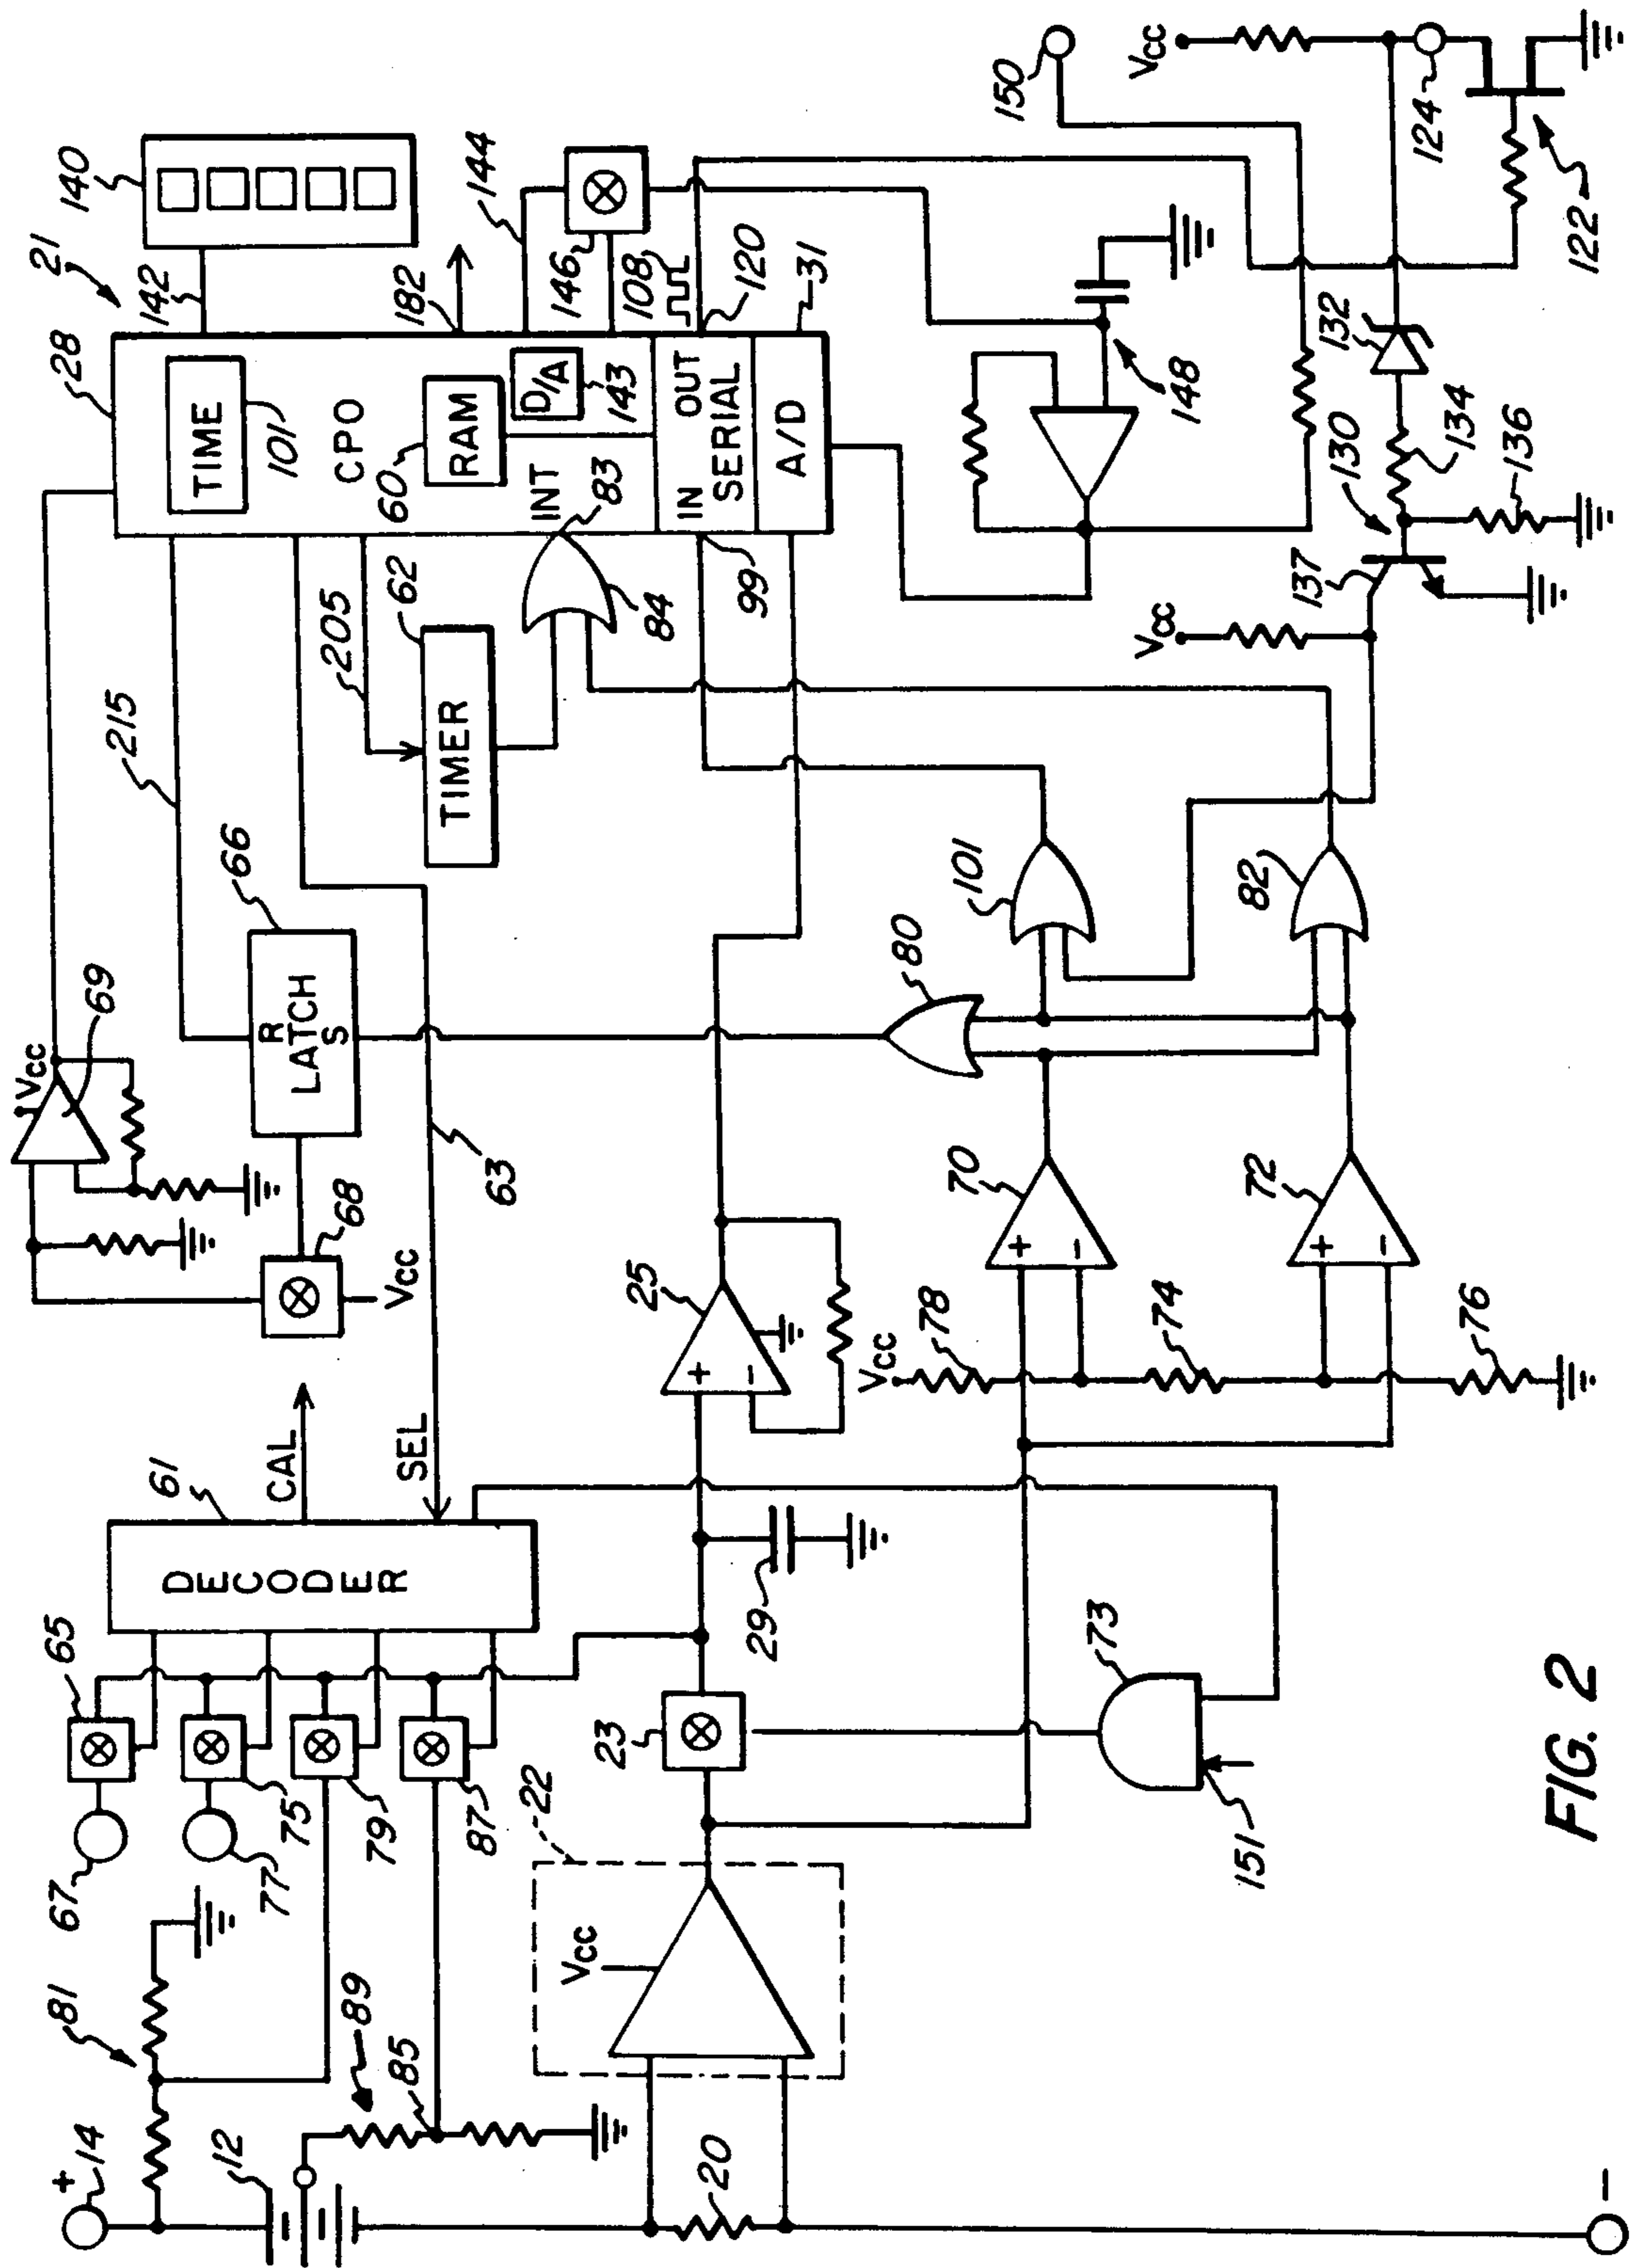 21
140
142
28
TIME
101
CPO
60
RAM
D/A
143
INT
83
IN
OUT
SERIAL
A/D
182
144
146
108
120
31
150
Vcc
124
122
132
134
136
130
137
Vcc
148
99
84
62
205
TIMER
215
66
R
LATCH
S
69
Vcc
68
Vcc
63
80
101
82
70
+
-
72
+
-
78
Vcc
74
76
25
+
-
61
CAL
SEL
DECODER
65
67
75
77
79
87
81
89
85
29
23
22
Vcc
73
151
+
14
12
20
-
FIG. 2